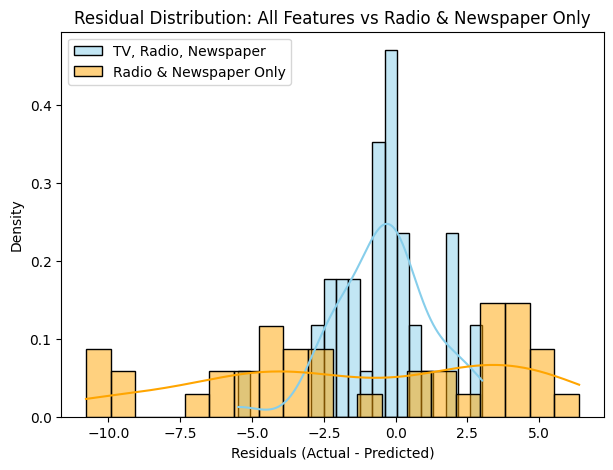 Residual Distribution: All Features vs Radio & Newspaper Only
TV, Radio, Newspaper
Radio & Newspaper Only
Density
0.4
0.3
0.2
0.1
0.0
−10.0 −7.5 −5.0 −2.5 0.0 2.5 5.0
Residuals (Actual - Predicted)